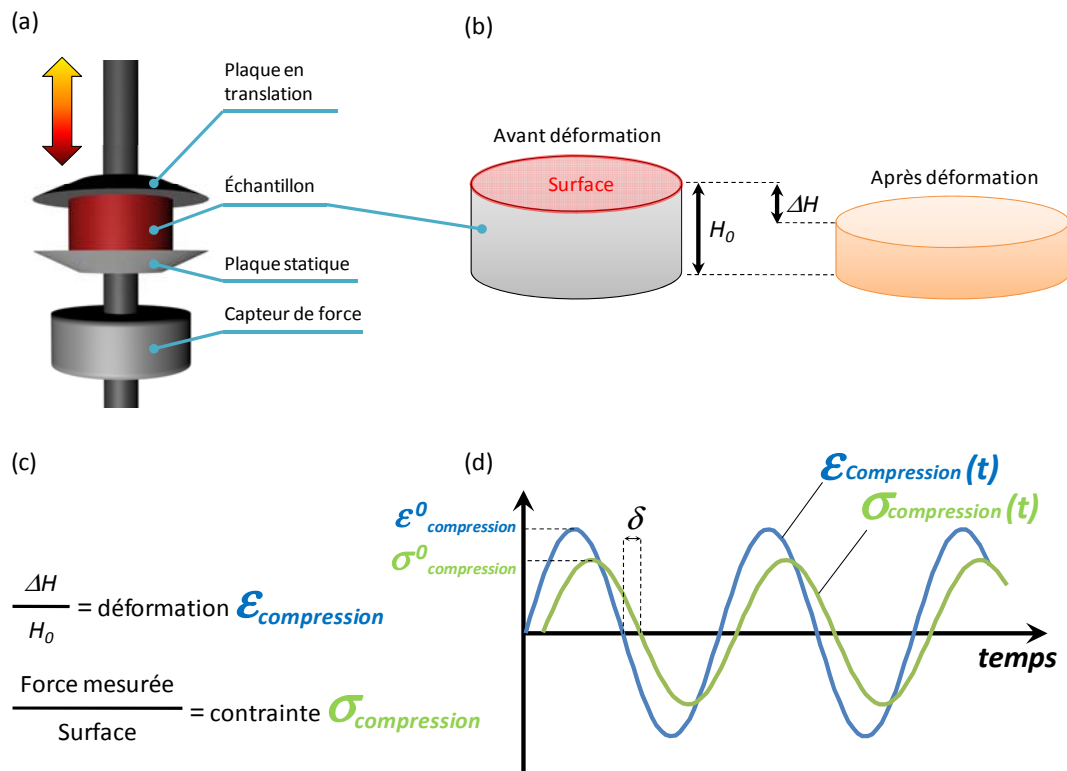 (a)
Plaque en
translation
Échantillon
Plaque statique
Capteur de force
(b)
Avant déformation
Surface
H0
ΔH
Après déformation
(c)
ΔH
H0
= déformation εcompression
Force mesurée
Surface
= contrainte σcompression
(d)
εCompression(t)
σcompression(t)
ε0compression
σ0compression
δ
temps